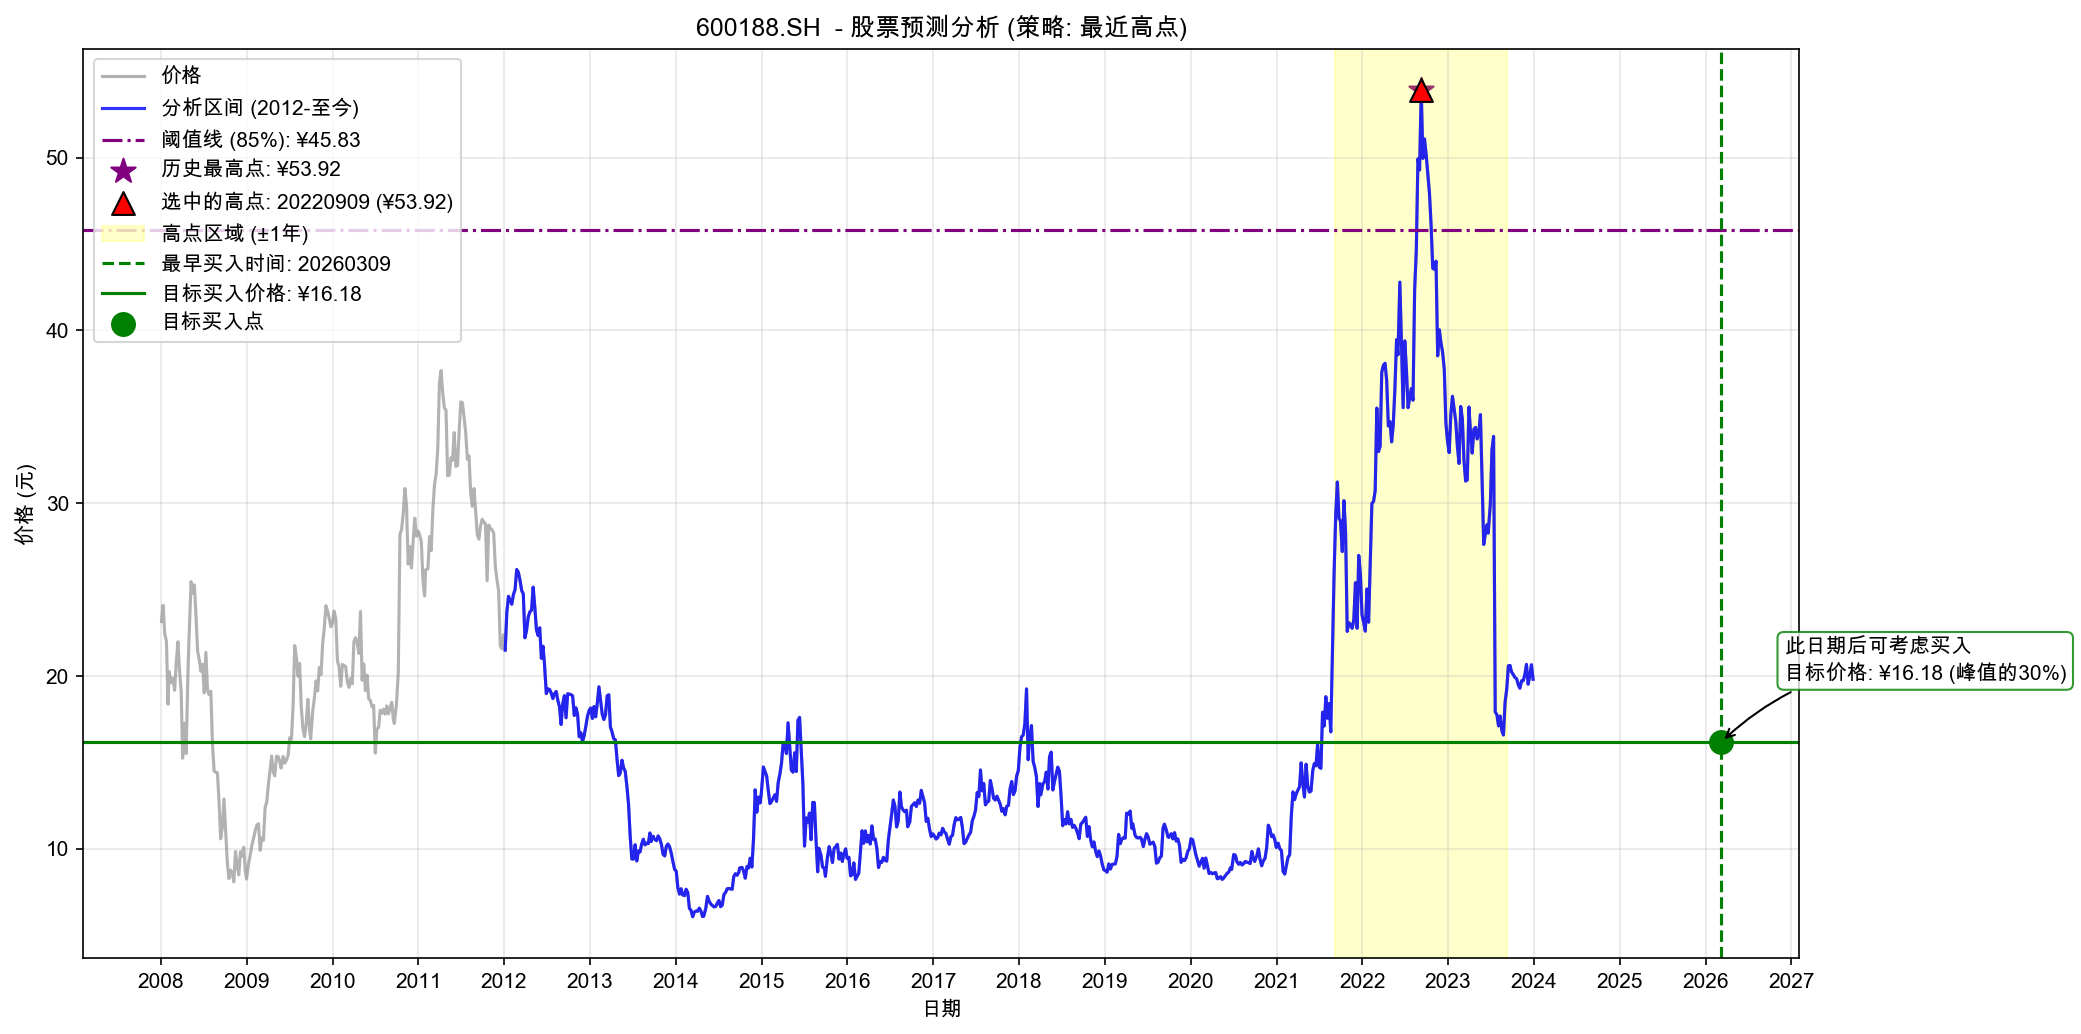 600188.SH - 股票预测分析 (策略: 最近高点)
价格
分析区间 (2012-至今)
阈值线 (85%): ¥45.83
历史最高点: ¥53.92
选中的高点: 20220909 (¥53.92)
高点区域 (±1年)
最早买入时间: 20260309
目标买入价格: ¥16.18
目标买入点
50
40
30
20
10
价格 (元)
此日期后可考虑买入
目标价格: ¥16.18 (峰值的30%)
2008 2009 2010 2011 2012 2013 2014 2015 2016 2017 2018 2019 2020 2021 2022 2023 2024 2025 2026 2027
日期